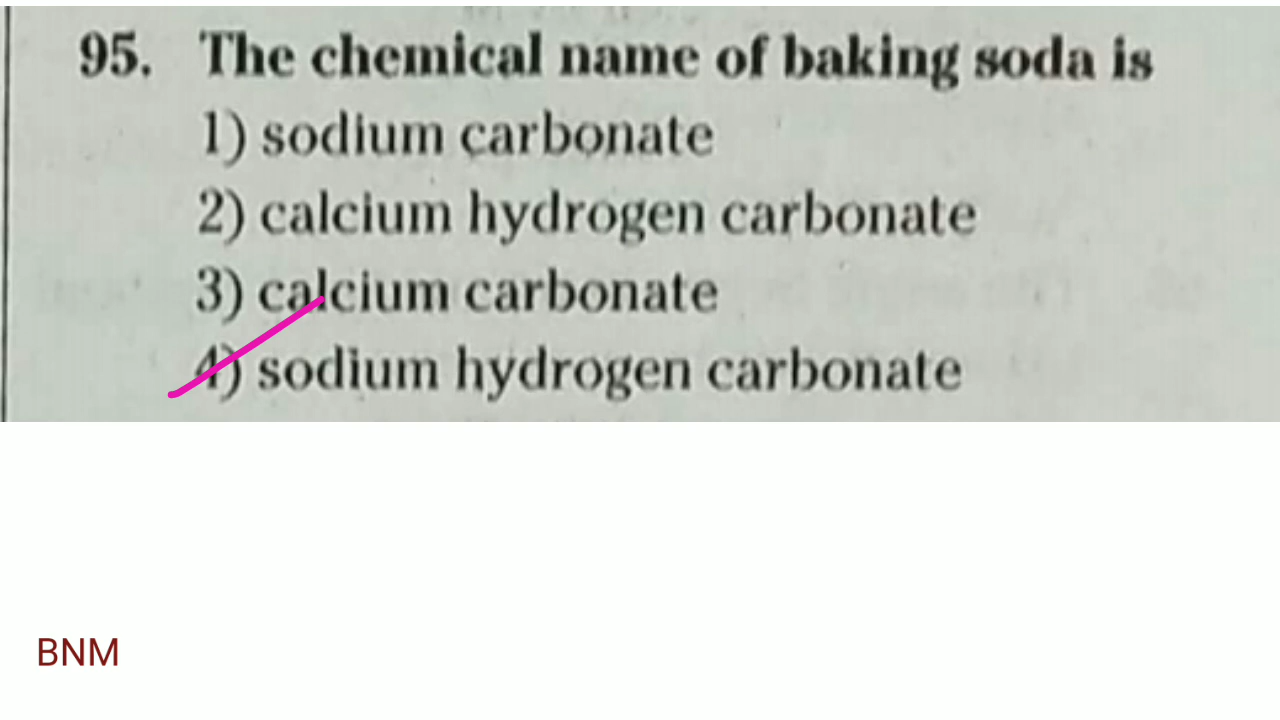 95. The chemical name of baking soda is
1) sodium carbonate
2) calcium hydrogen carbonate
3) calcium carbonate
4) sodium hydrogen carbonate
BNM